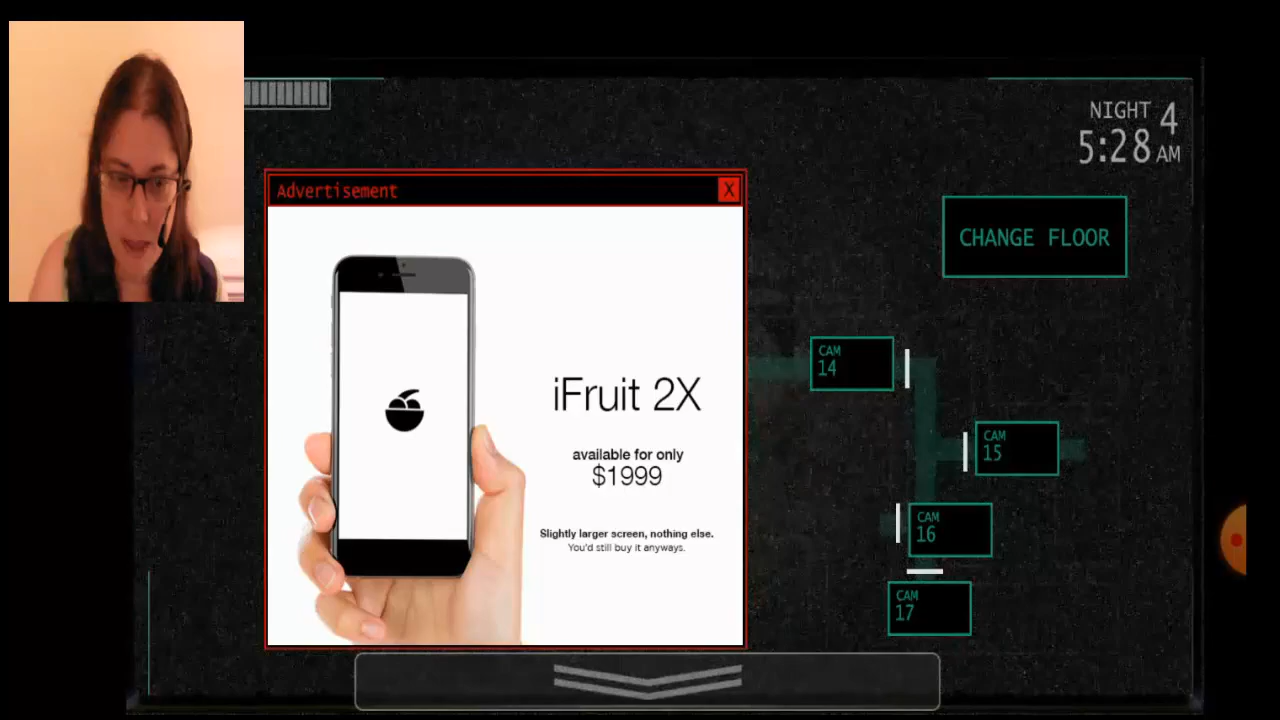 NIGHT 4
5:28 AM
Advertisement
X
CHANGE FLOOR
iFruit 2X
available for only
$1999
Slightly larger screen, nothing else.
You'd still buy it anyways.
CAM
14
CAM
15
CAM
16
CAM
17